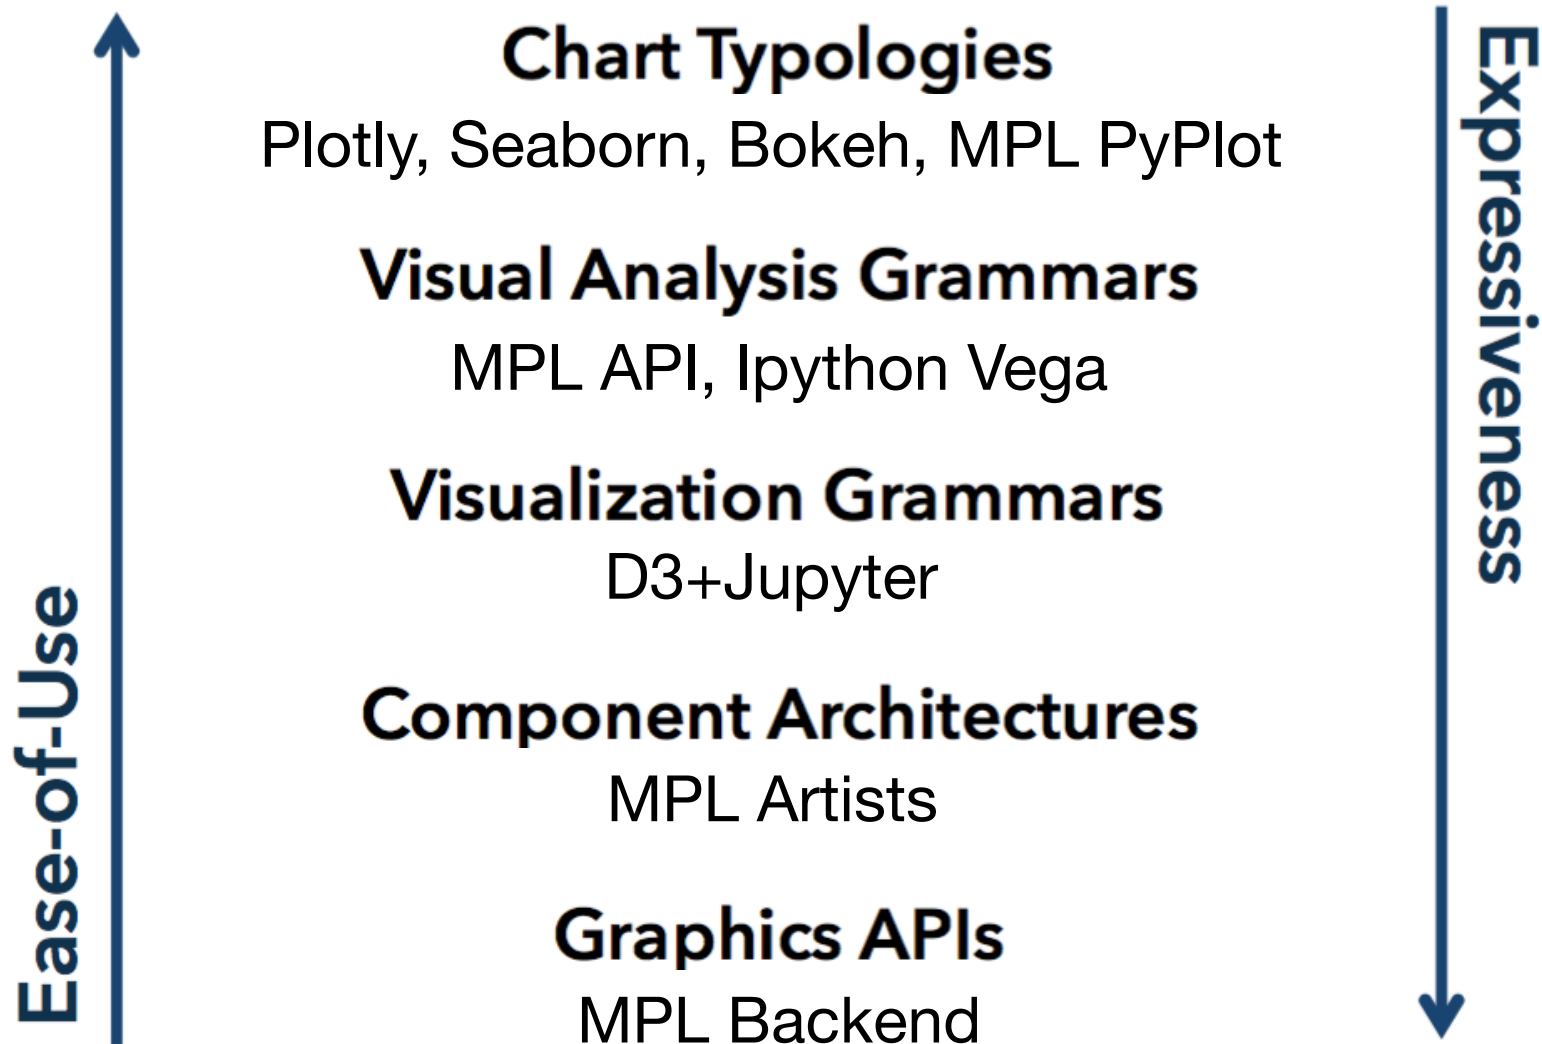 Chart Typologies
Plotly, Seaborn, Bokeh, MPL PyPlot
Visual Analysis Grammars
MPL API, Ipython Vega
Visualization Grammars
D3+Jupyter
Component Architectures
MPL Artists
Graphics APIs
MPL Backend
Ease-of-Use
Expressiveness